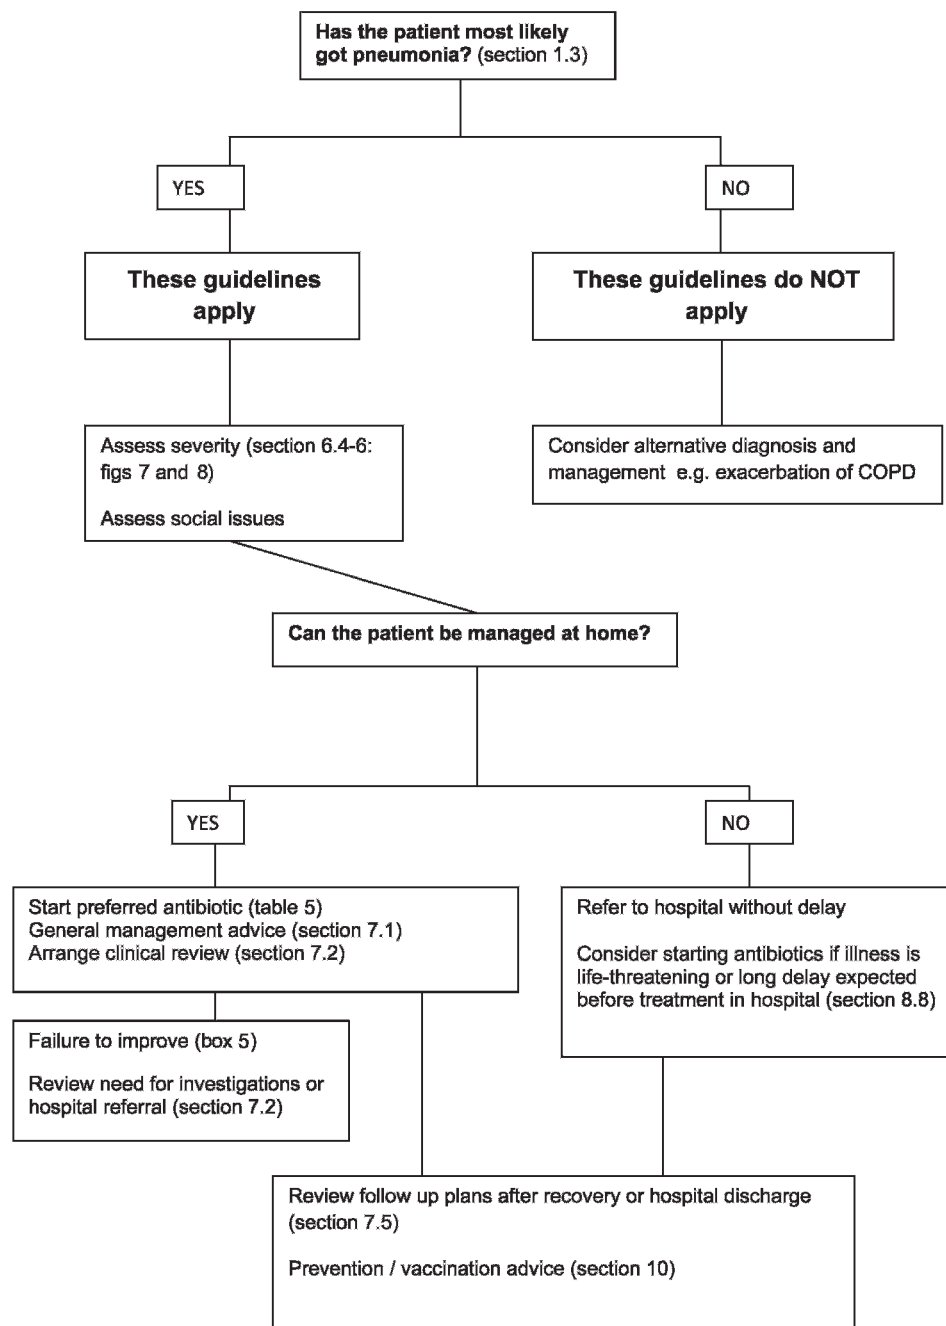 Has the patient most likely
got pneumonia? (section 1.3)
YES
NO
These guidelines
apply
These guidelines do NOT
apply
Assess severity (section 6.4-6:
figs 7 and 8)
Assess social issues
Consider alternative diagnosis and
management e.g. exacerbation of COPD
Can the patient be managed at home?
YES
NO
Start preferred antibiotic (table 5)
General management advice (section 7.1)
Arrange clinical review (section 7.2)
Refer to hospital without delay
Consider starting antibiotics if illness is
life-threatening or long delay expected
before treatment in hospital (section 8.8)
Failure to improve (box 5)
Review need for investigations or
hospital referral (section 7.2)
Review follow up plans after recovery or hospital discharge
(section 7.5)
Prevention / vaccination advice (section 10)